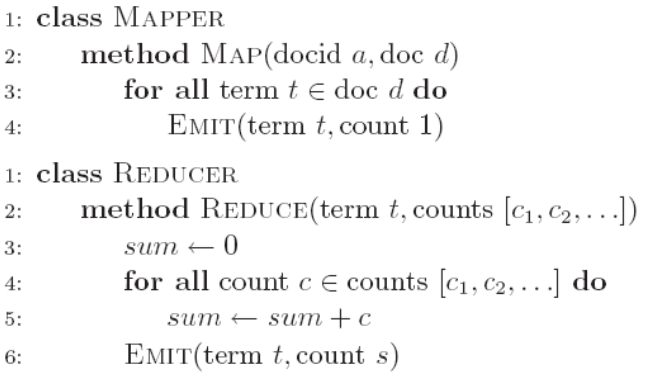 1: class MAPPER
2: method MAP(docid a, doc d)
3: for all term t ∈ doc d do
4: EMIT(term t, count 1)
1: class REDUCER
2: method REDUCE(term t, counts [c₁, c₂, . . .])
3: sum ← 0
4: for all count c ∈ counts [c₁, c₂, . . .] do
5: sum ← sum + c
6: EMIT(term t, count s)